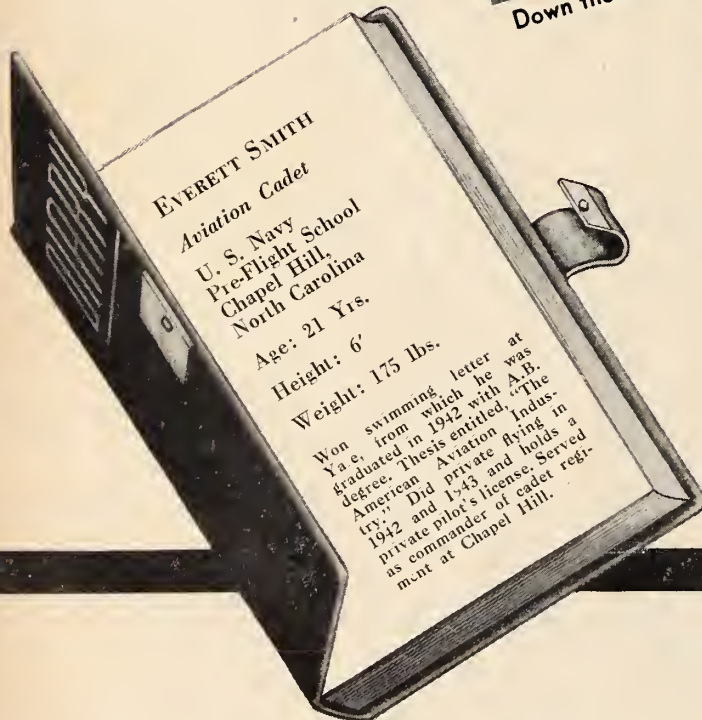 Down the
EVERETT SMITH
Aviation Cadet
U. S. Navy
Pre-Flight School
Chapel Hill,
North Carolina
Age: 21 Yrs.
Height: 6'
Weight: 175 lbs.
Won swimming letter at
Ya e, from which he was
graduated in 1942 with A.B.
degree. Thesis entitled, "The
American Aviation Indus-
try." Did private flying in
1942 and 1943 and holds a
private pilot's license. Served
as commander of cadet regi-
ment at Chapel Hill.